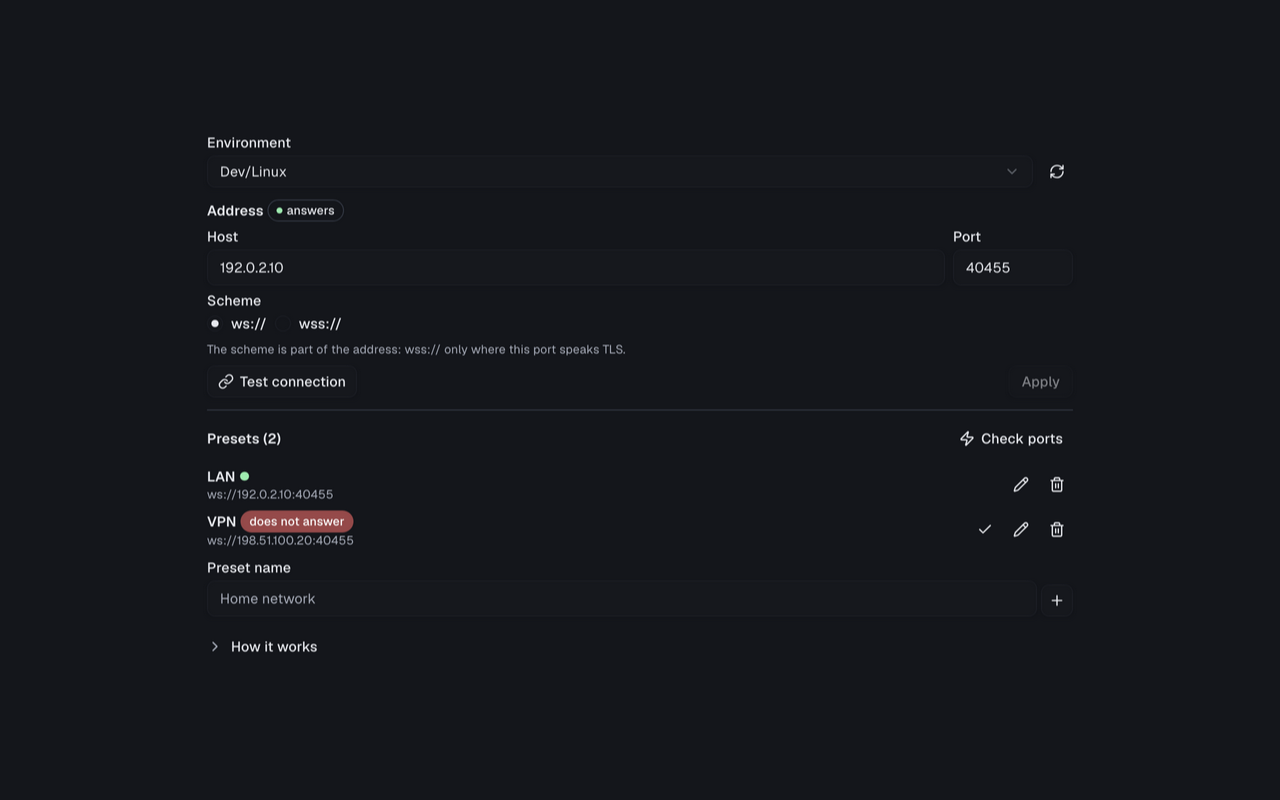 Environment
Dev/Linux
Address answers
Host Port
192.0.2.10 40455
Scheme
ws:// wss://
The scheme is part of the address: wss:// only where this port speaks TLS.
Test connection Apply
Presets (2) Check ports
LAN
ws://192.0.2.10:40455
VPN does not answer
ws://198.51.100.20:40455
Preset name
Home network
How it works